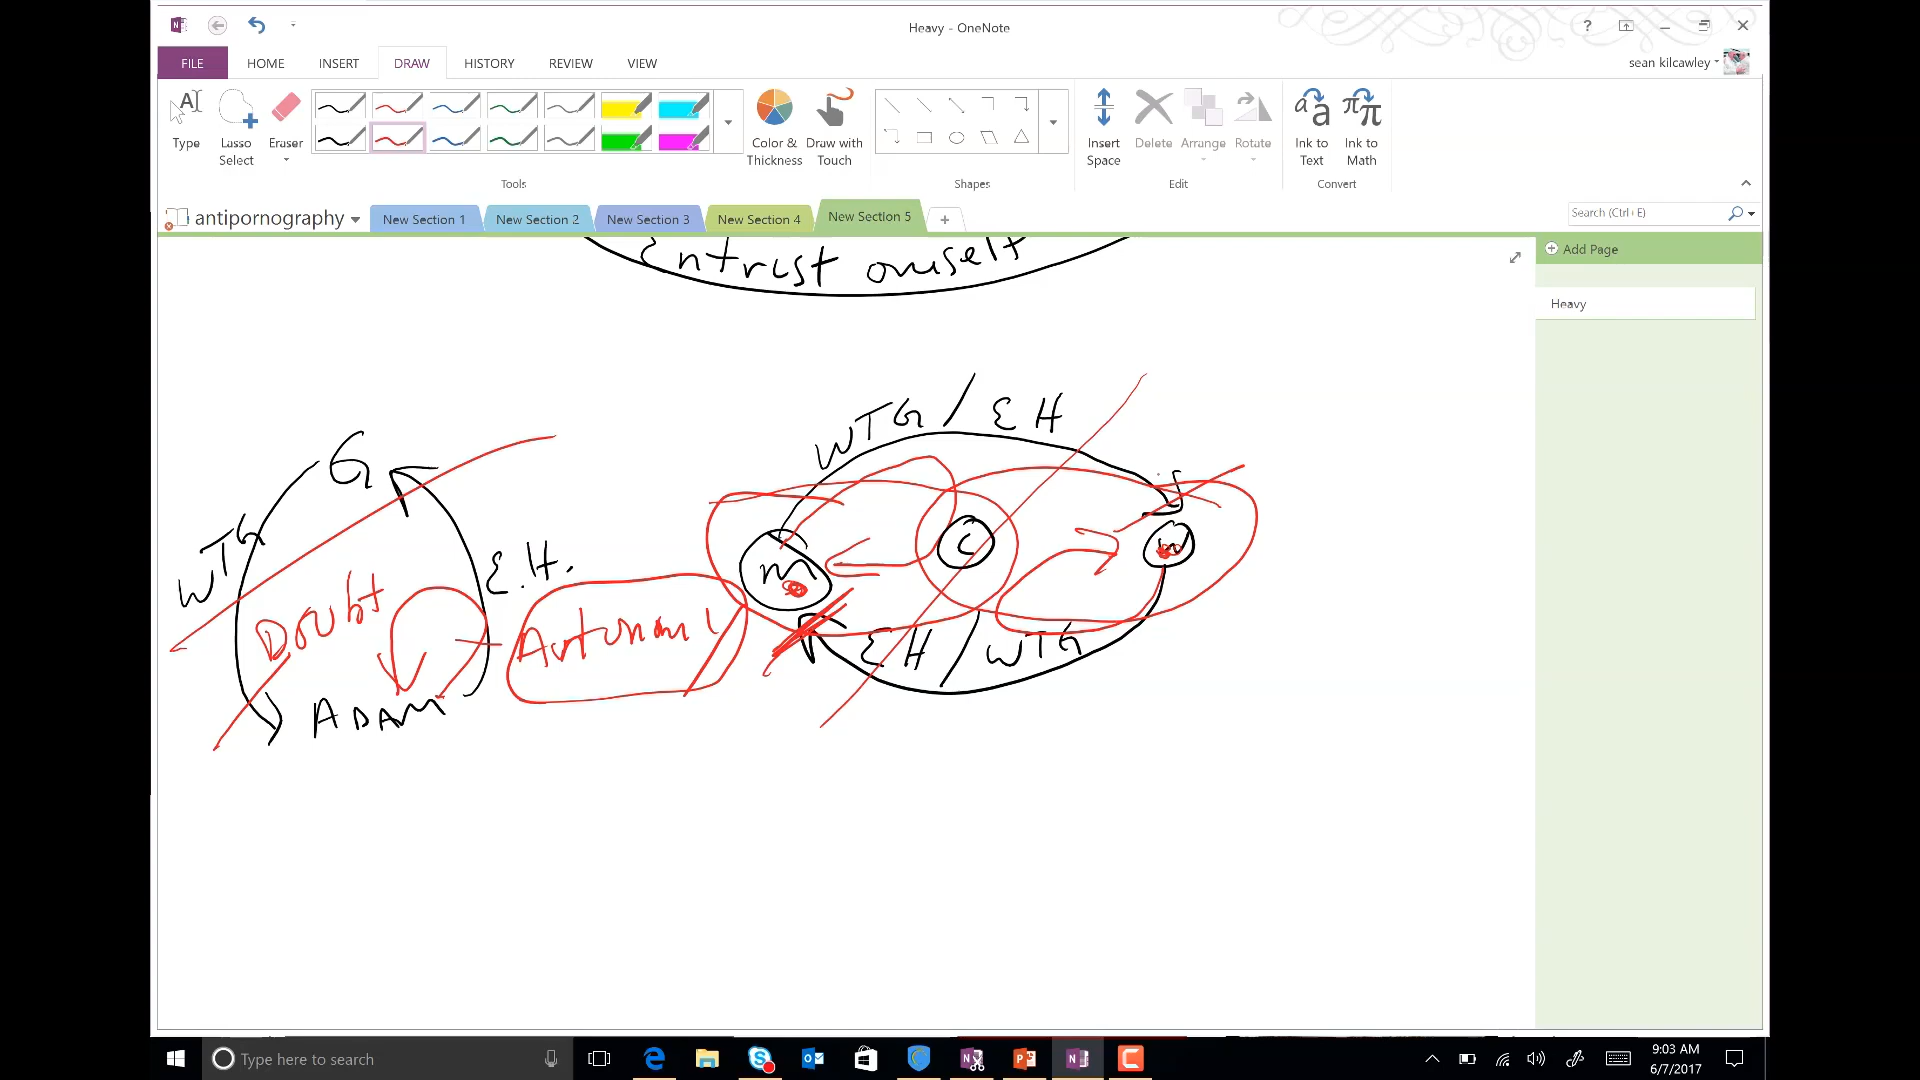 Heavy - OneNote
?
FILE HOME INSERT DRAW HISTORY REVIEW VIEW
sean kilcawley
Type
Lasso Select
Eraser
Color & Thickness
Draw with Touch
Insert Space
Delete
Arrange
Rotate
Ink to Text
Ink to Math
Tools
Shapes
Edit
Convert
antipornography
New Section 1
New Section 2
New Section 3
New Section 4
New Section 5
Search (Ctrl+E)
Add Page
Heavy
Entrust oneself
WTG / EH
G
WTG
E.H.
m
C
w
Doubt
EH / WTG
ADAM
Type here to search
9:03 AM
6/7/2017